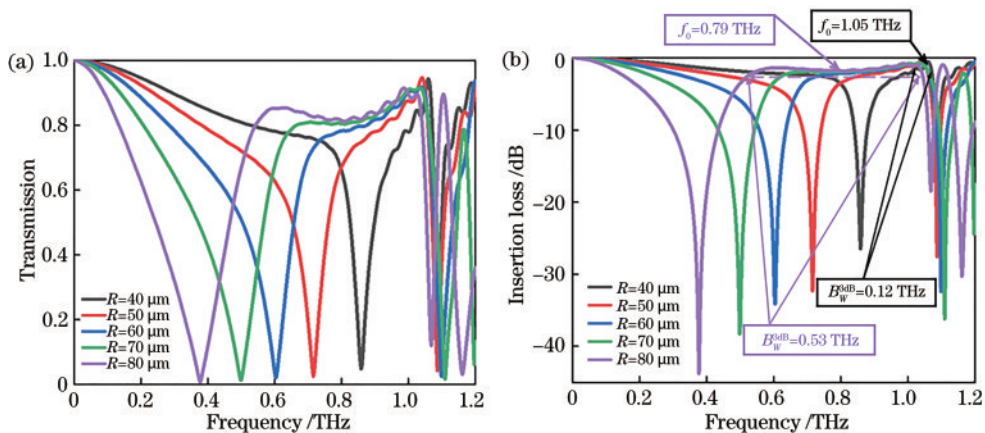 (a)
1.0
0.8
0.6
0.4
0.2
0
Transmission
R=40 μm
R=50 μm
R=60 μm
R=70 μm
R=80 μm
0 0.2 0.4 0.6 0.8 1.0 1.2
Frequency /THz
(b)
f₀=0.79 THz
f₀=1.05 THz
0
−10
−20
−30
−40
Insertion loss /dB
R=40 μm
R=50 μm
R=60 μm
R=70 μm
R=80 μm
B_W^{3dB}=0.12 THz
B_W^{3dB}=0.53 THz
0 0.2 0.4 0.6 0.8 1.0 1.2
Frequency /THz